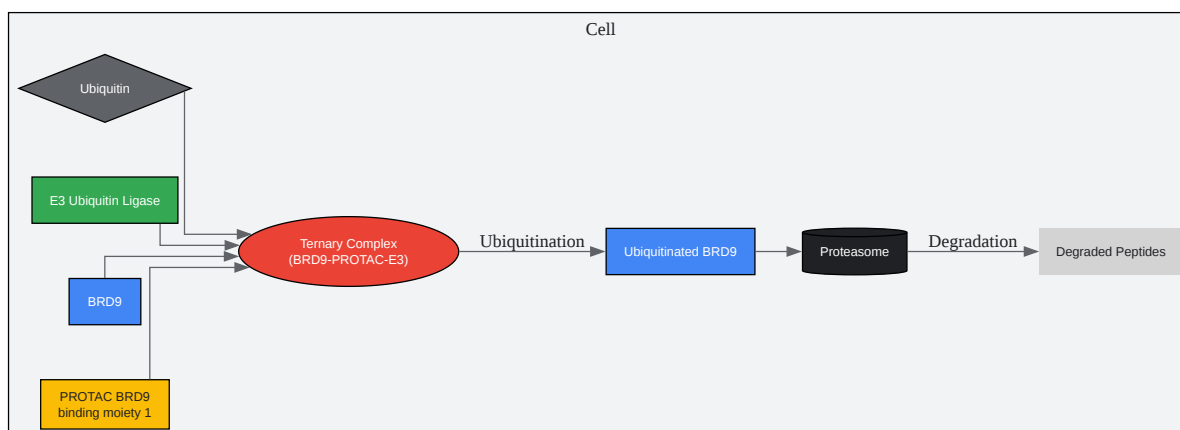 Cell
Ubiquitin
E3 Ubiquitin Ligase
BRD9
PROTAC BRD9
binding moiety 1
Ternary Complex
(BRD9-PROTAC-E3)
Ubiquitination
Ubiquitinated BRD9
Proteasome
Degradation
Degraded Peptides